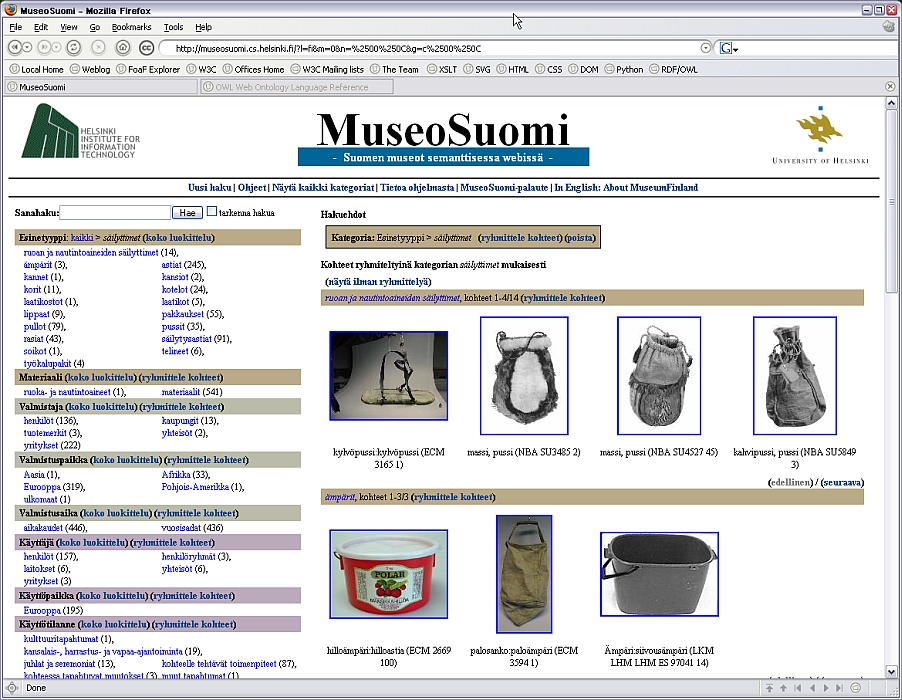 MuseoSuomi - Mozilla Firefox
File Edit View Go Bookmarks Tools Help
http://museosuomi.cs.helsinki.fi/?l=fi&m=0&n=%2500%250C&g=c%2500%250C
Local Home Weblog FoaF Explorer W3C Offices Home W3C Mailing lists The Team XSLT SVG HTML CSS DOM Python RDF/OWL
MuseoSuomi OWL Web Ontology Language Reference
HELSINKI
INSTITUTE FOR
INFORMATION
TECHNOLOGY
MuseoSuomi
- Suomen museot semanttisessa webissä -
UNIVERSITY OF HELSINKI
Uusi haku | Ohjeet | Näytä kaikki kategoriat | Tietoa ohjelmasta | MuseoSuomi-palaute | In English: About MuseumFinland
Sanahaku: Hae tarkenna hakua
Esinetyyppi: kaikki > säilyttimet (koko luokittelu)
ruoan ja nautintoaineiden säilyttimet (14),
ämpärit (3), astiat (245),
kannet (1), kansiot (2),
korit (11), kotelot (24),
laatikostot (1), laatikot (5),
lippaat (9), pakkaukset (55),
pullot (79), pussit (35),
rasiat (43), säilytysastiat (91),
soikot (1), telineet (6),
työkalupakit (4)
Materiaali (koko luokittelu) (ryhmittele kohteet)
ruoka- ja nautintoaineet (1), materiaalit (541)
Valmistaja (koko luokittelu) (ryhmittele kohteet)
henkilöt (136), kaupungit (13),
tuotemerkit (3), yhteisöt (2),
yritykset (222)
Valmistuspaikka (koko luokittelu) (ryhmittele kohteet)
Aasia (1), Afrikka (33),
Eurooppa (319), Pohjois-Amerikka (1),
ulkomaat (1)
Valmistusaika (koko luokittelu) (ryhmittele kohteet)
aikakaudet (446), vuosisadat (436)
Käyttäjä (koko luokittelu) (ryhmittele kohteet)
henkilöt (157), henkilöryhmät (3),
laitokset (6), yhteisöt (6),
yritykset (3)
Käyttöpaikka (koko luokittelu) (ryhmittele kohteet)
Eurooppa (195)
Käyttötilanne (koko luokittelu) (ryhmittele kohteet)
kulttuuritapahtumat (1),
kansalais-, harrastus- ja vapaa-ajantoiminta (19),
juhlat ja seremoniat (13), kohteelle tehtävät toimenpiteet (87),
kohteessa tapahtuvat muutokset (3), muut tapahtumat (1)
Hakuehdot
Kategoria: Esinetyyppi > säilyttimet (ryhmittele kohteet) (poista)
Kohteet ryhmiteltyinä kategorian säilyttimet mukaisesti
(näytä ilman ryhmittelyä)
ruoan ja nautintoaineiden säilyttimet, kohteet 1-4/14 (ryhmittele kohteet)
kylvöpussi:kylvöpussi (ECM
3165 1)
massi, pussi (NBA SU3485 2)
massi, pussi (NBA SU4527 45)
kahvipussi, pussi (NBA SU5849
3)
(edellinen) / (seuraava)
ämpärit, kohteet 1-3/3 (ryhmittele kohteet)
POLAR
hilloämpäri:hilloastia (ECM 2669
100)
palosanko:paloämpäri (ECM
3594 1)
Ämpäri:siivousämpäri (LKM
LHM LHM ES 97041 14)
Done